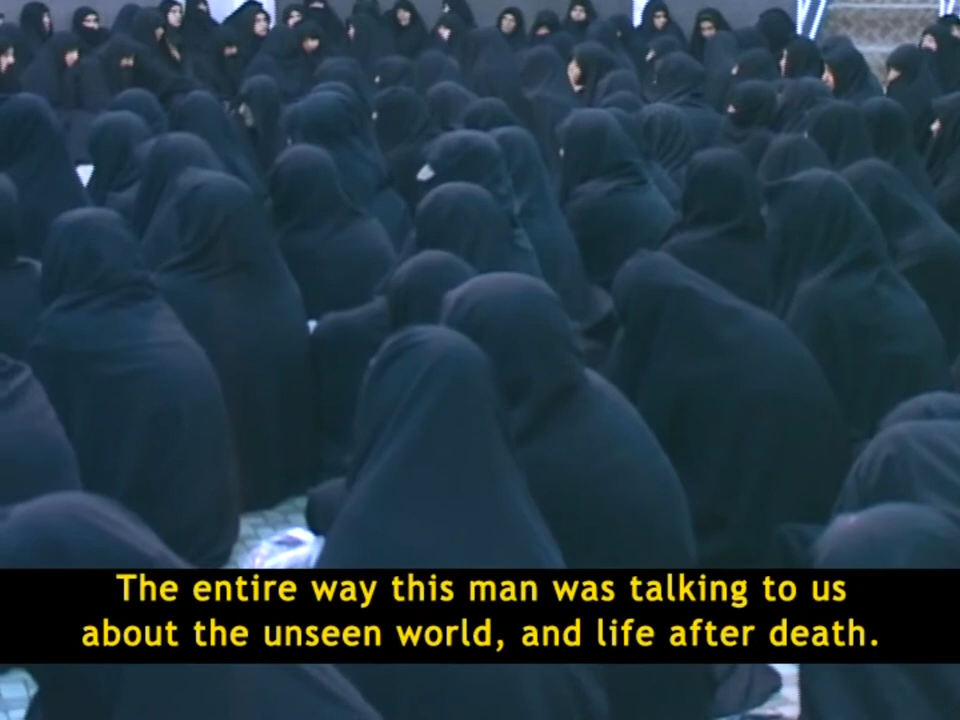 The entire way this man was talking to us
about the unseen world, and life after death.